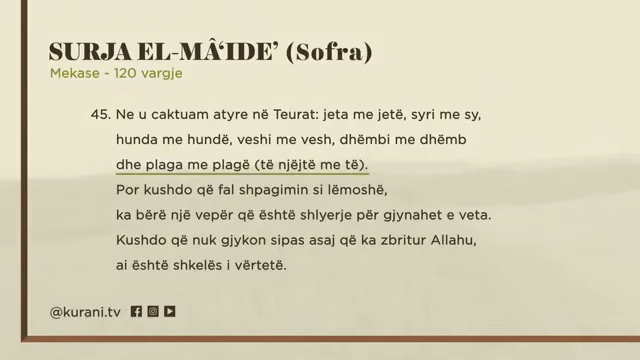 SURJA EL-MÂ‘IDE’ (Sofra)
Mekase - 120 vargje
45. Ne u caktuam atyre në Teurat: jeta me jetë, syri me sy,
hunda me hundë, veshi me vesh, dhëmbi me dhëmb
dhe plaga me plagë (të njëjtë me të).
Por kushdo që fal shpagimin si lëmoshë,
ka bërë një vepër që është shlyerje për gjynahet e veta.
Kushdo që nuk gjykon sipas asaj që ka zbritur Allahu,
ai është shkelës i vërtetë.
@kurani.tv